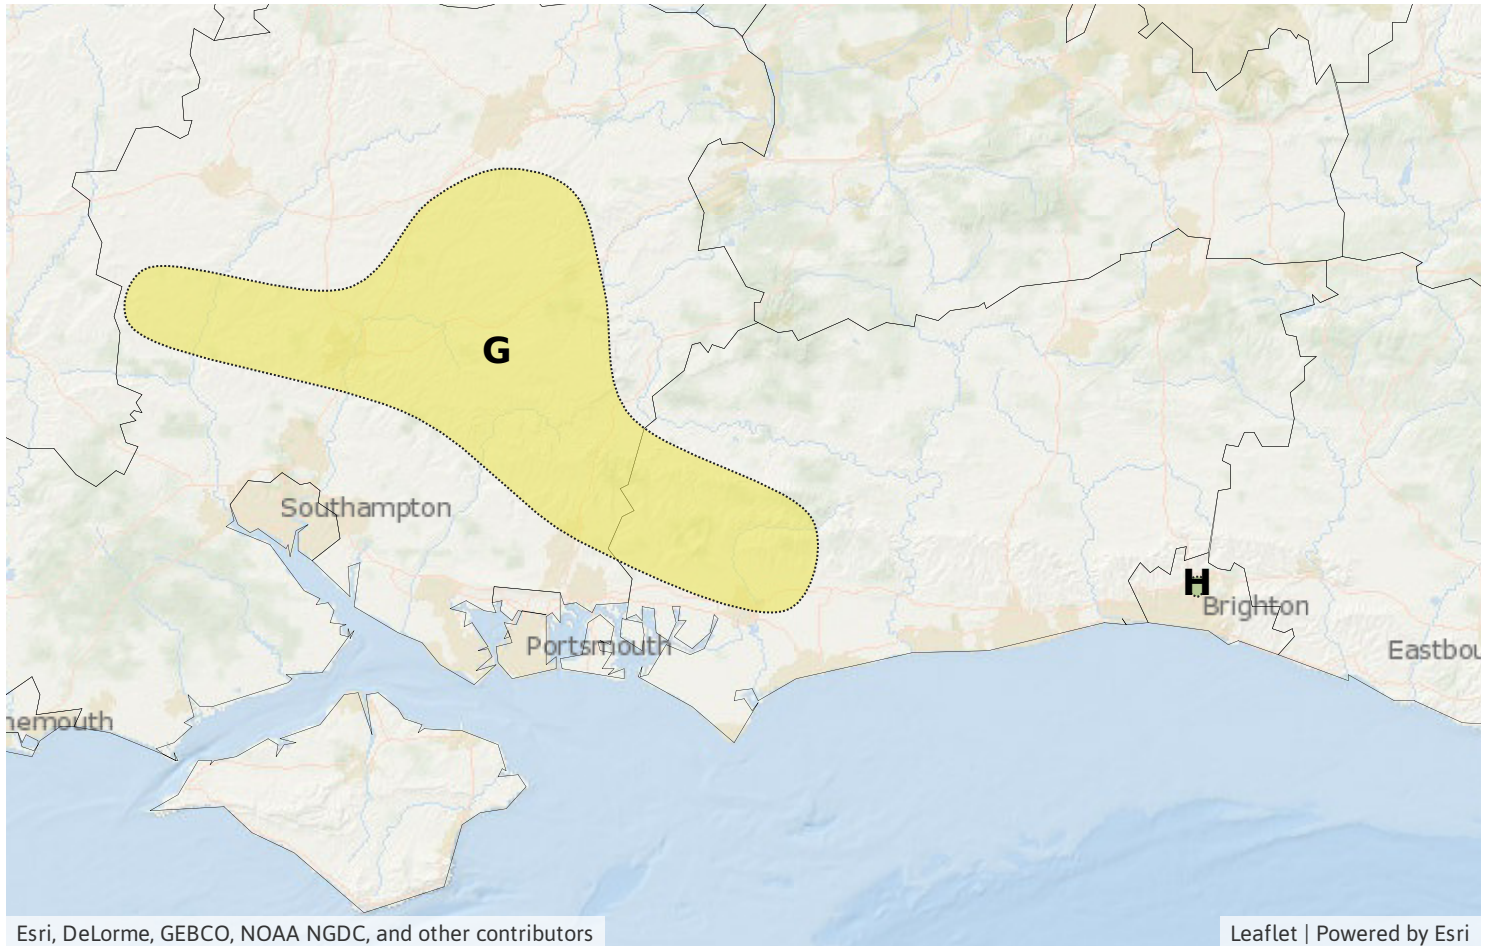 G
Southampton
H
Brighton
Portsmouth
Eastbou
nemouth
Esri, DeLorme, GEBCO, NOAA NGDC, and other contributors
Leaflet | Powered by Esri